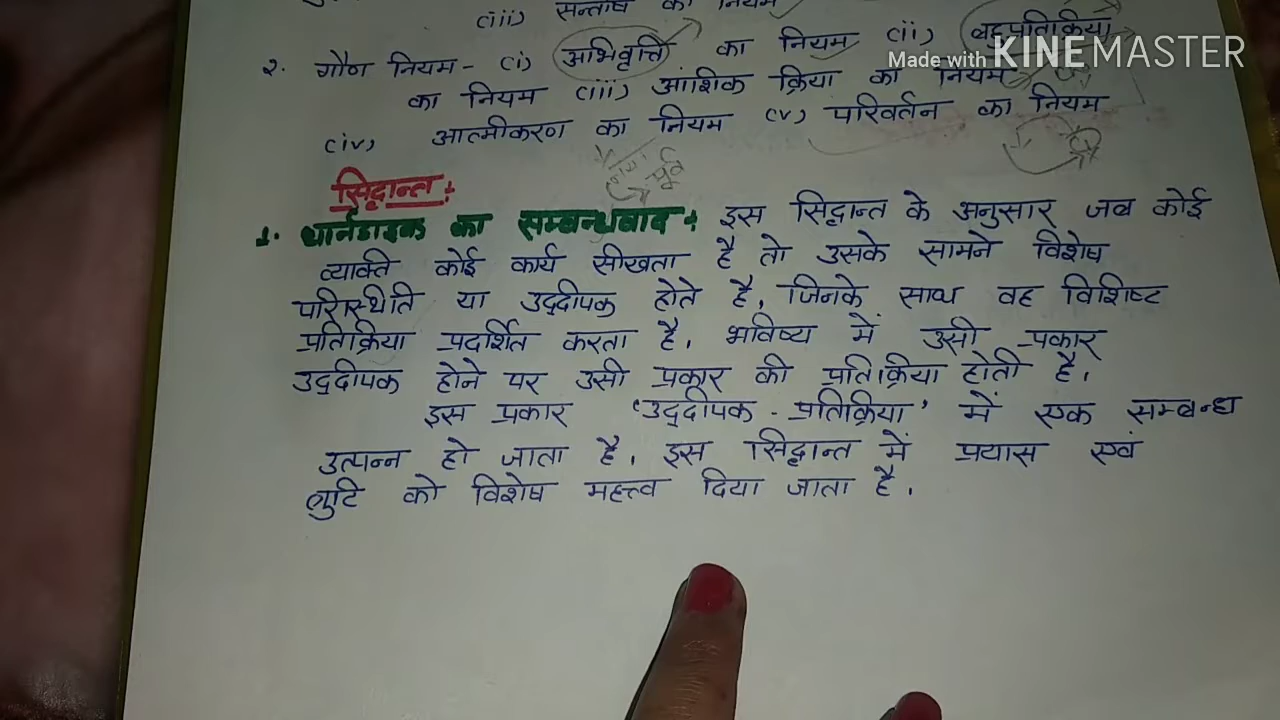 (iii) सन्तोष का नियम
२. गौण नियम - (i) अभिवृत्ति का नियम (ii) बहुप्रतिक्रिया
का नियम (iii) आंशिक क्रिया का नियम
(iv) आत्मीकरण का नियम (v) परिवर्तन का नियम
सिद्धान्त :
1. थार्नडाइक का सम्बन्धवाद : इस सिद्धान्त के अनुसार जब कोई
व्यक्ति कोई कार्य सीखता है तो उसके सामने विशेष
परिस्थिति या उद्दीपक होते है, जिनके साथ वह विशिष्ट
प्रतिक्रिया प्रदर्शित करता है. भविष्य में उसी प्रकार
उद्दीपक होने पर उसी प्रकार की प्रतिक्रिया होती है.
इस प्रकार 'उद्दीपक - प्रतिक्रिया' में एक सम्बन्ध
उत्पन्न हो जाता है. इस सिद्धान्त में प्रयास एवं
त्रुटि को विशेष महत्त्व दिया जाता है.
Made with KINEMASTER